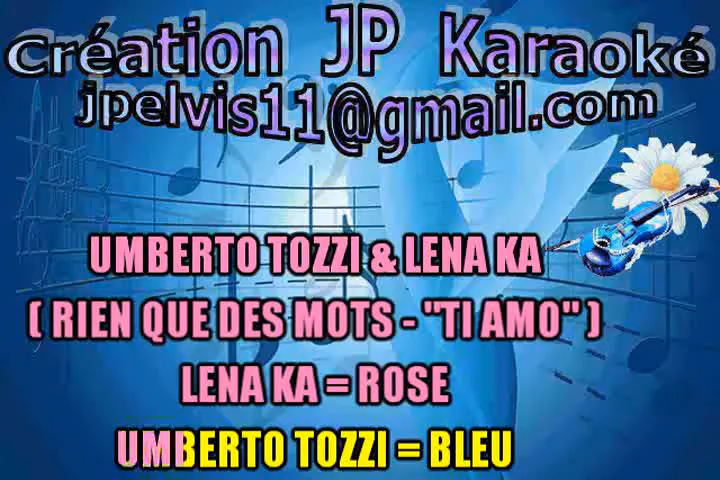 Création JP Karaoké
jpelvis11@gmail.com
UMBERTO TOZZI & LENA KA
( RIEN QUE DES MOTS - "TI AMO" )
LENA KA = ROSE
UMBERTO TOZZI = BLEU